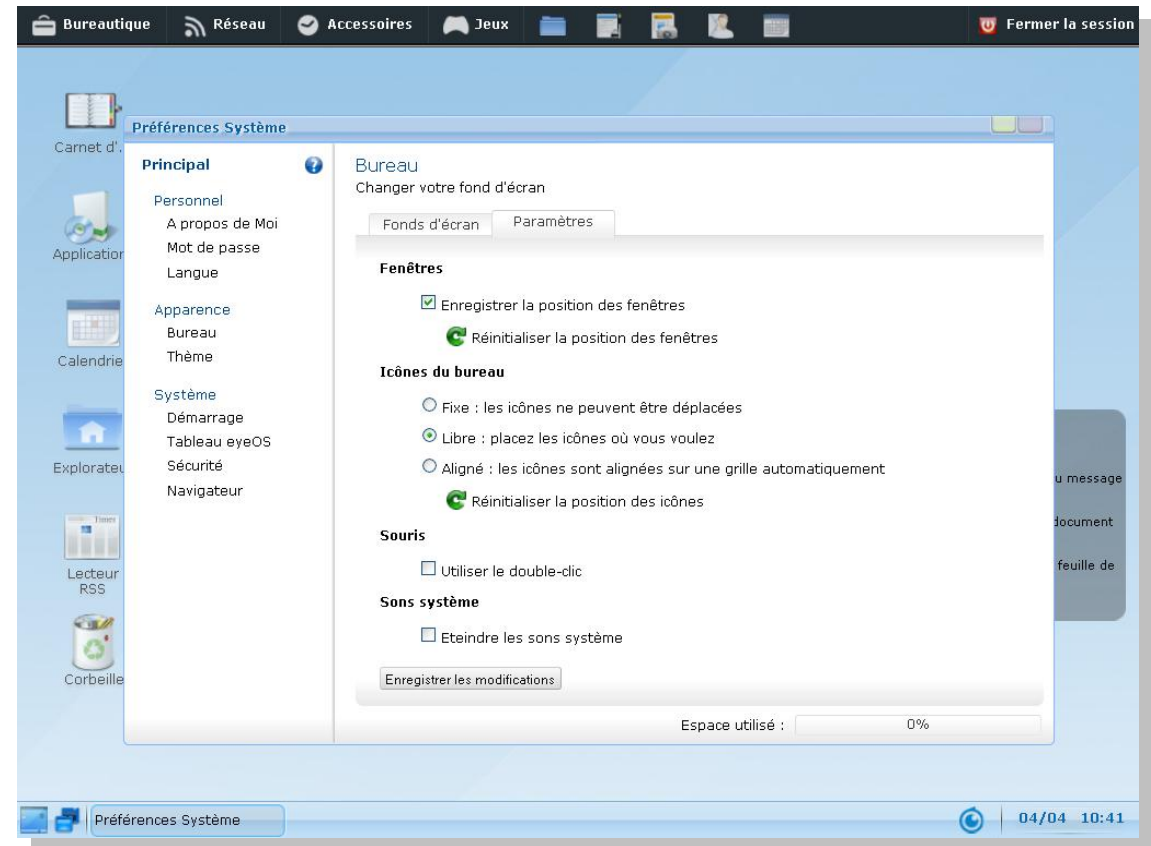 Bureautique Réseau Accessoires Jeux Fermer la session
Carnet d'.
Application
Calendrie
Explorateu
Lecteur
RSS
Corbeille
Préférences Système
Principal
Personnel
A propos de Moi
Mot de passe
Langue
Apparence
Bureau
Thème
Système
Démarrage
Tableau eyeOS
Sécurité
Navigateur
Bureau
Changer votre fond d'écran
Fonds d'écran Paramètres
Fenêtres
Enregistrer la position des fenêtres
Réinitialiser la position des fenêtres
Icônes du bureau
Fixe : les icônes ne peuvent être déplacées
Libre : placez les icônes où vous voulez
Aligné : les icônes sont alignées sur une grille automatiquement
Réinitialiser la position des icônes
Souris
Utiliser le double-clic
Sons système
Eteindre les sons système
Enregistrer les modifications
Espace utilisé : 0%
u message
document
feuille de
Préférences Système
04/04 10:41